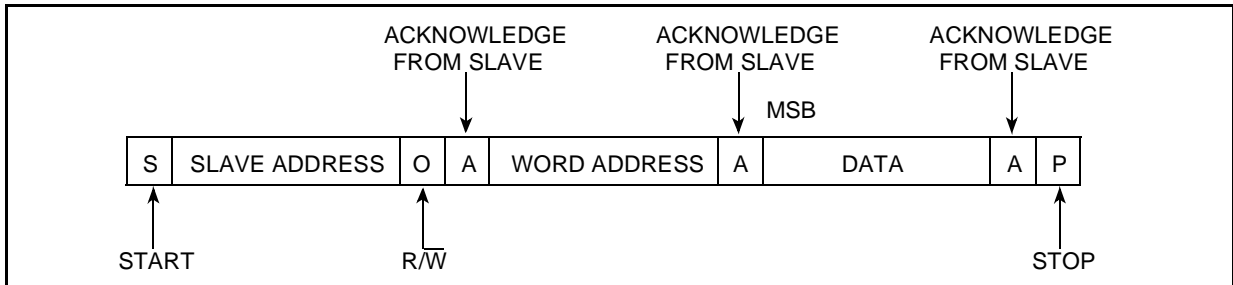 ACKNOWLEDGE ACKNOWLEDGE ACKNOWLEDGE
FROM SLAVE FROM SLAVE FROM SLAVE
MSB
S SLAVE ADDRESS O A WORD ADDRESS A DATA A P
START R/W̅ STOP